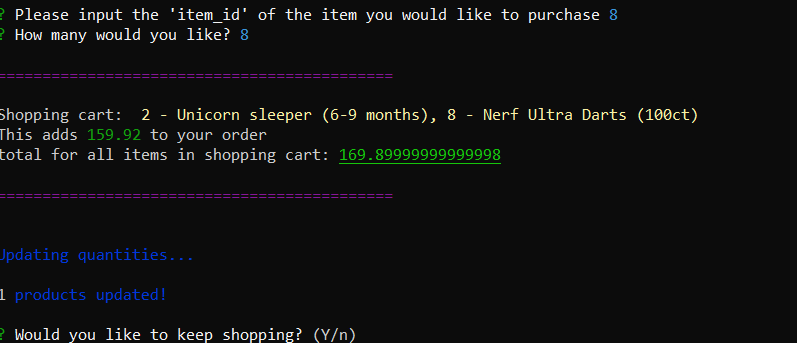 ? Please input the 'item_id' of the item you would like to purchase 8
? How many would you like? 8
============================================
Shopping cart:  2 - Unicorn sleeper (6-9 months), 8 - Nerf Ultra Darts (100ct)
This adds 159.92 to your order
total for all items in shopping cart: 169.89999999999998
============================================
Updating quantities...
1 products updated!
? Would you like to keep shopping? (Y/n)